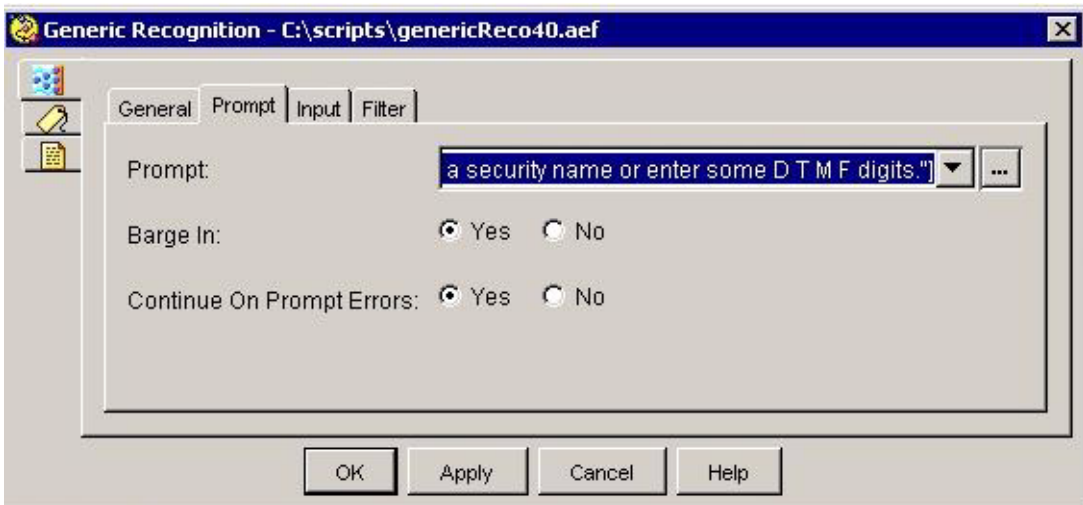 Generic Recognition - C:\scripts\genericReco40.aef
General Prompt Input Filter
Prompt: a security name or enter some D T M F digits."] ...
Barge In: Yes No
Continue On Prompt Errors: Yes No
OK Apply Cancel Help